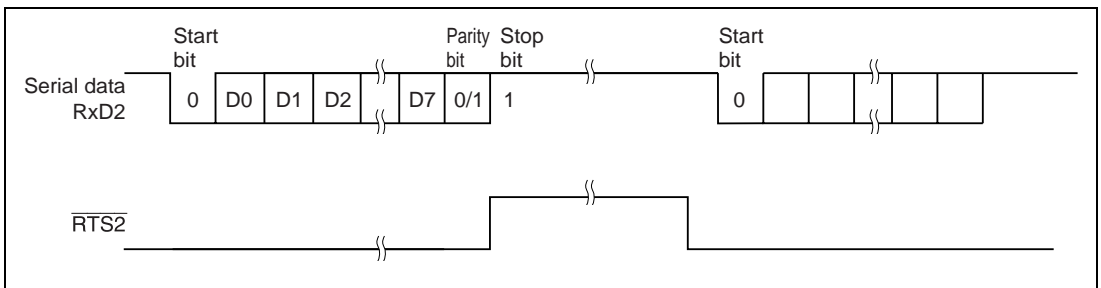 Start bit
Parity bit
Stop bit
Start bit
Serial data RxD2
0 D0 D1 D2 D7 0/1 1 0
RTS2